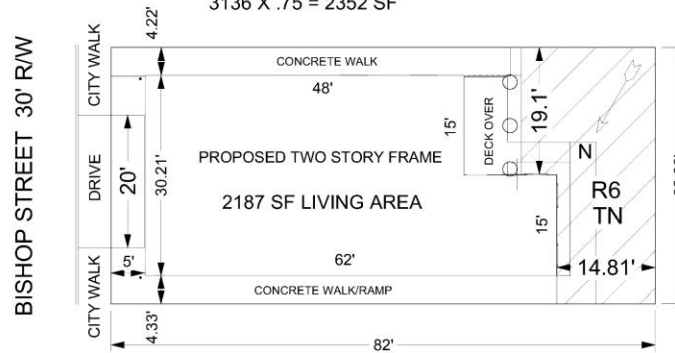 3136 X .75 = 2352 SF
BISHOP STREET 30' R/W
CITY WALK
DRIVE
CITY WALK
4.22'
CONCRETE WALK
48'
20'
30.21'
5'
PROPOSED TWO STORY FRAME
2187 SF LIVING AREA
15'
DECK OVER
19.1'
N
R6
TN
15'
62'
14.81'
CONCRETE WALK/RAMP
4.33'
82'